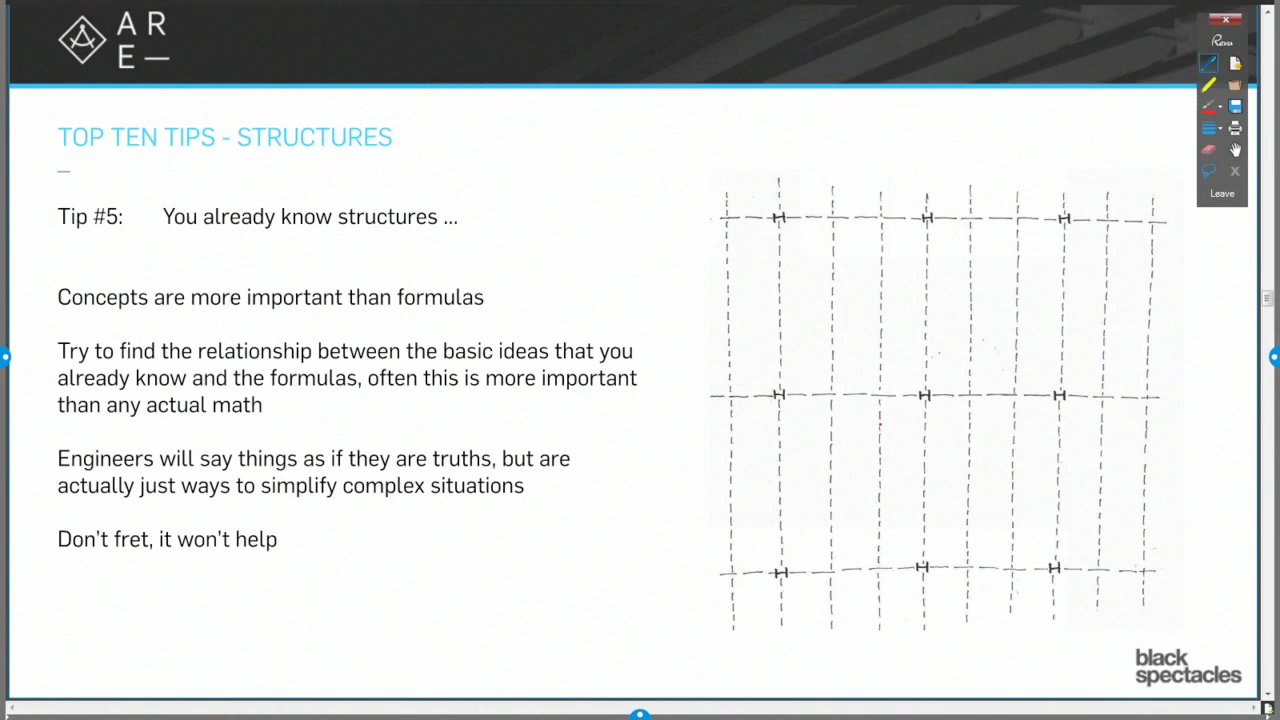 A R
E —
Revu
TOP TEN TIPS - STRUCTURES
—
Tip #5: You already know structures ...
Concepts are more important than formulas
Try to find the relationship between the basic ideas that you
already know and the formulas, often this is more important
than any actual math
Engineers will say things as if they are truths, but are
actually just ways to simplify complex situations
Don't fret, it won't help
Leave
black
spectacles